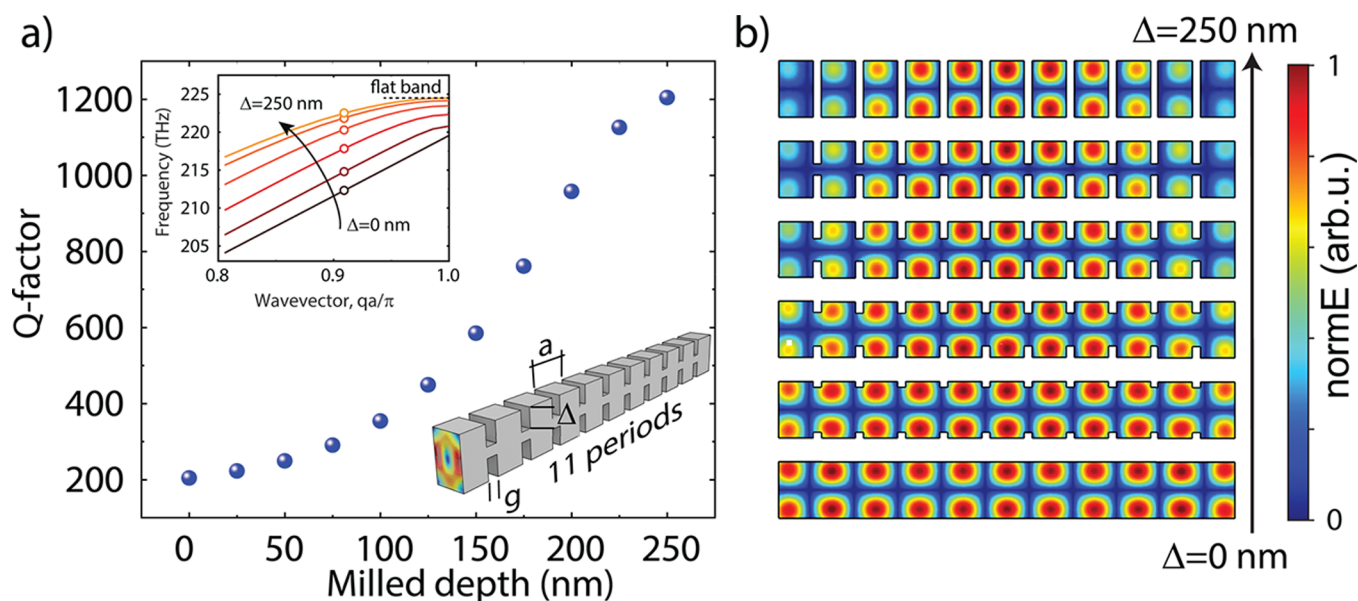 a)
Q-factor
1200
1000
800
600
400
200
0
50
100
150
200
250
Milled depth (nm)
Frequency (THz)
225
220
215
210
205
0.8
0.9
1.0
Wavevector, qa/π
flat band
Δ=250 nm
Δ=0 nm
a
Δ
g
11 periods
b)
Δ=250 nm
Δ=0 nm
1
0
normE (arb.u.)